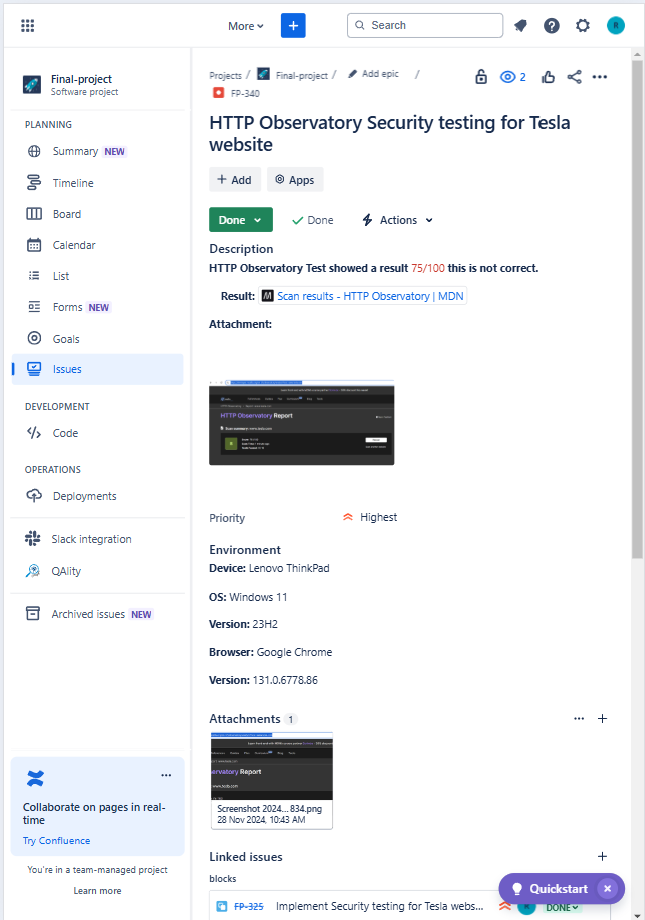 More
+
Search
?
R
Final-project
Software project
PLANNING
Summary NEW
Timeline
Board
Calendar
List
Forms NEW
Goals
Issues
DEVELOPMENT
Code
OPERATIONS
Deployments
Slack integration
QAlity
Archived issues NEW
Collaborate on pages in real-
time
Try Confluence
You're in a team-managed project
Learn more
Projects / Final-project / Add epic /
FP-340
2
HTTP Observatory Security testing for Tesla
website
+ Add
Apps
Done
Done
Actions
Description
HTTP Observatory Test showed a result 75/100 this is not correct.
Result: Scan results - HTTP Observatory | MDN
Attachment:
HTTP Observatory Report
Priority
Highest
Environment
Device: Lenovo ThinkPad
OS: Windows 11
Version: 23H2
Browser: Google Chrome
Version: 131.0.6778.86
Attachments 1
Screenshot 2024... 834.png
28 Nov 2024, 10:43 AM
Linked issues
blocks
FP-325 Implement Security testing for Tesla webs...
DONE
Quickstart